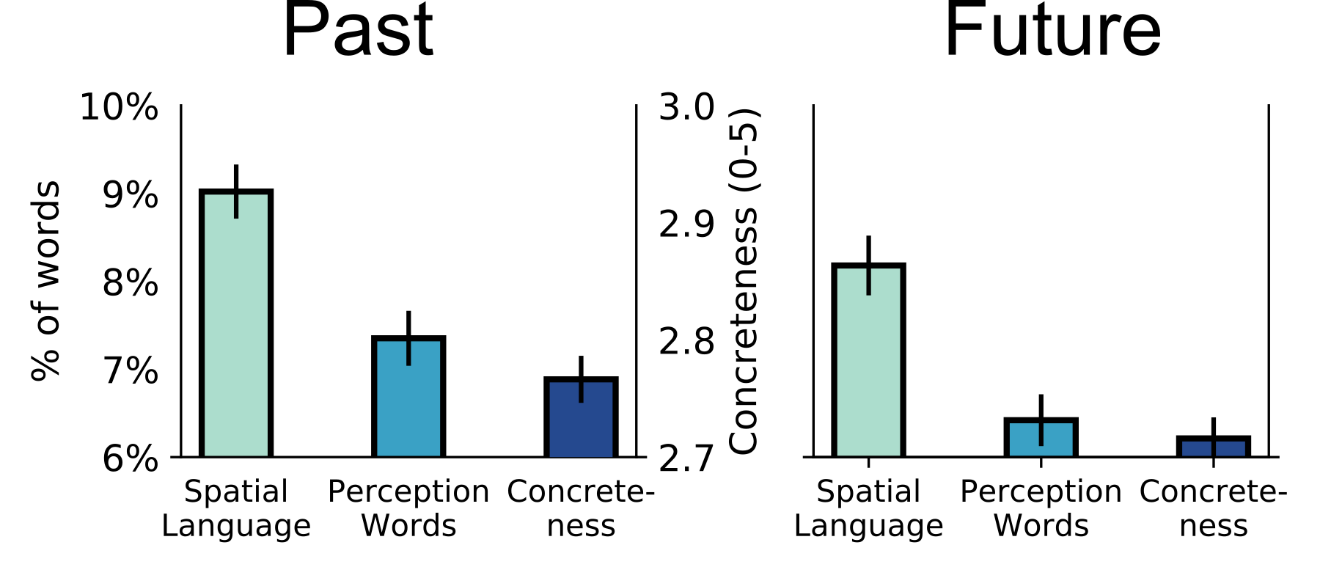 Past
Future
10%
9%
8%
7%
6%
% of words
3.0
2.9
2.8
2.7
Concreteness (0-5)
Spatial
Language
Perception
Words
Concrete-
ness
Spatial
Language
Perception
Words
Concrete-
ness